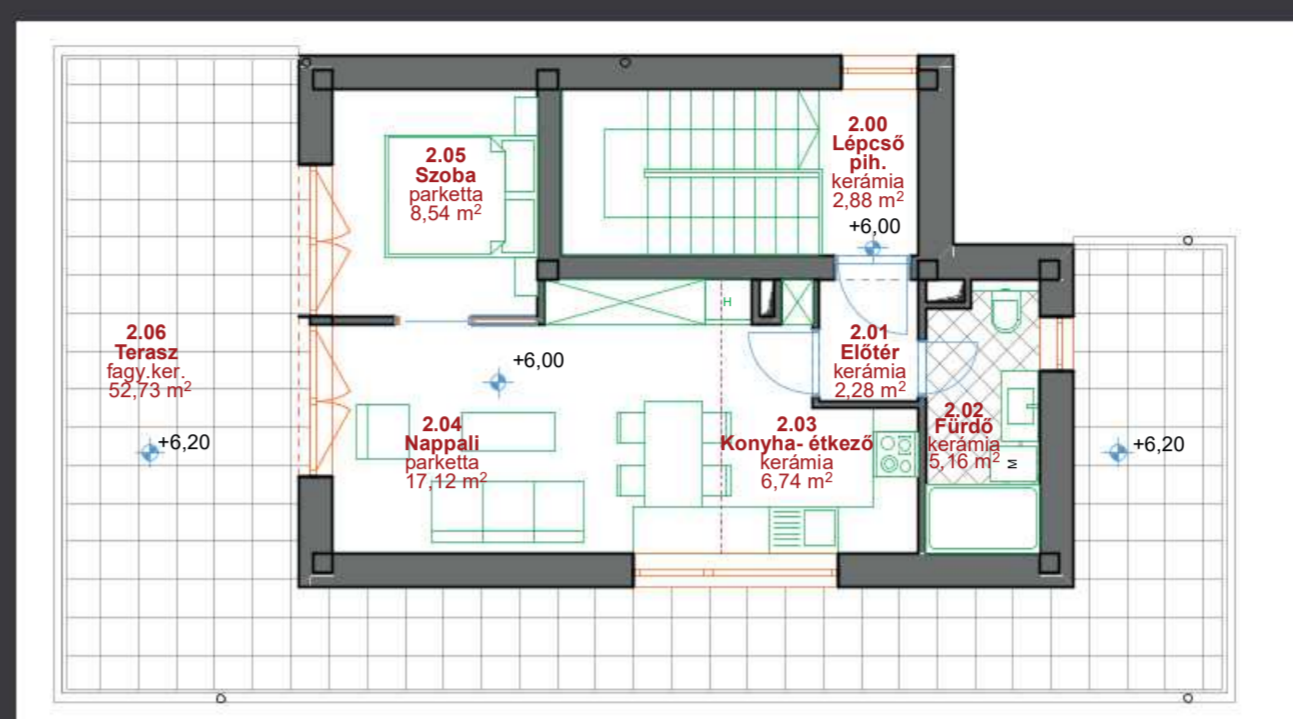 2.00
Lépcső
pih.
kerámia
2,88 m²
+6,00
2.05
Szoba
parketta
8,54 m²
H
2.06
Terasz
fagy.ker.
52,73 m²
+6,20
+6,00
2.01
Előtér
kerámia
2,28 m²
2.04
Nappali
parketta
17,12 m²
2.03
Konyha- étkező
kerámia
6,74 m²
2.02
Fürdő
kerámia
5,16 m²
M
+6,20